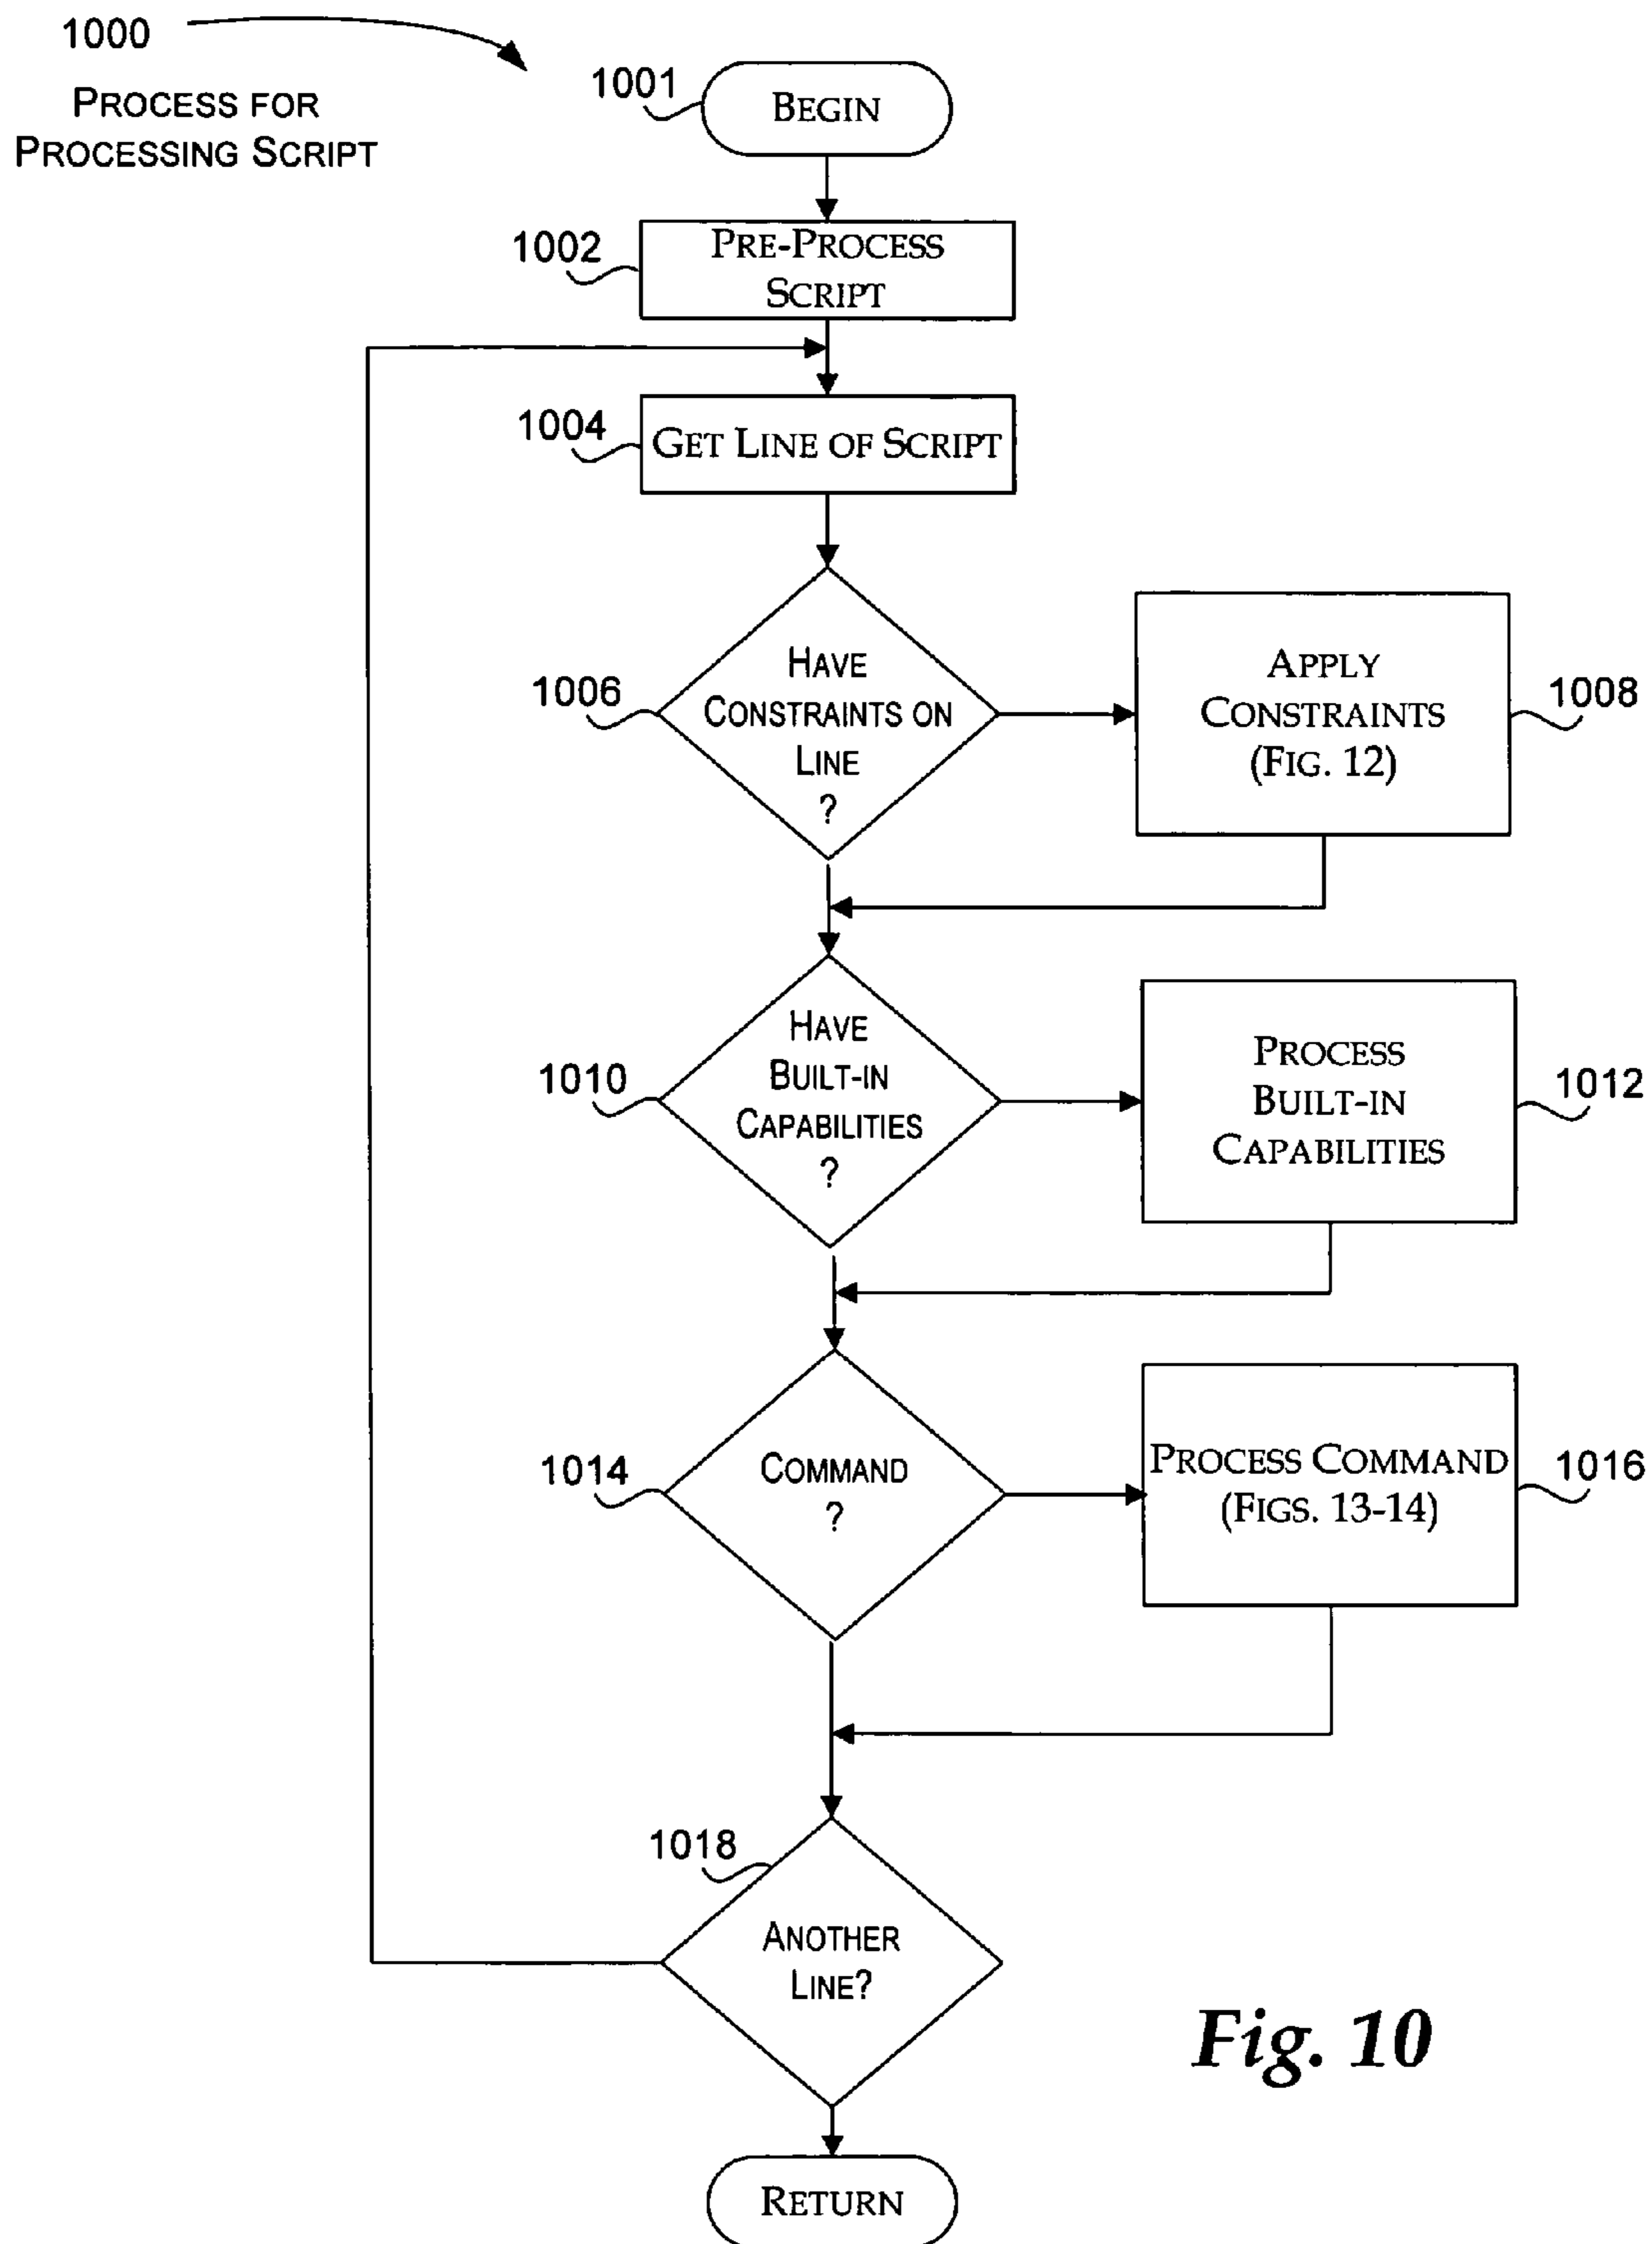 1000
PROCESS FOR
PROCESSING SCRIPT
1001
BEGIN
1002
PRE-PROCESS
SCRIPT
1004
GET LINE OF SCRIPT
1006
HAVE
CONSTRAINTS ON
LINE
?
APPLY
CONSTRAINTS
(FIG. 12)
1008
1010
HAVE
BUILT-IN
CAPABILITIES
?
PROCESS
BUILT-IN
CAPABILITIES
1012
1014
COMMAND
?
PROCESS COMMAND
(FIGS. 13-14)
1016
1018
ANOTHER
LINE?
RETURN
Fig. 10